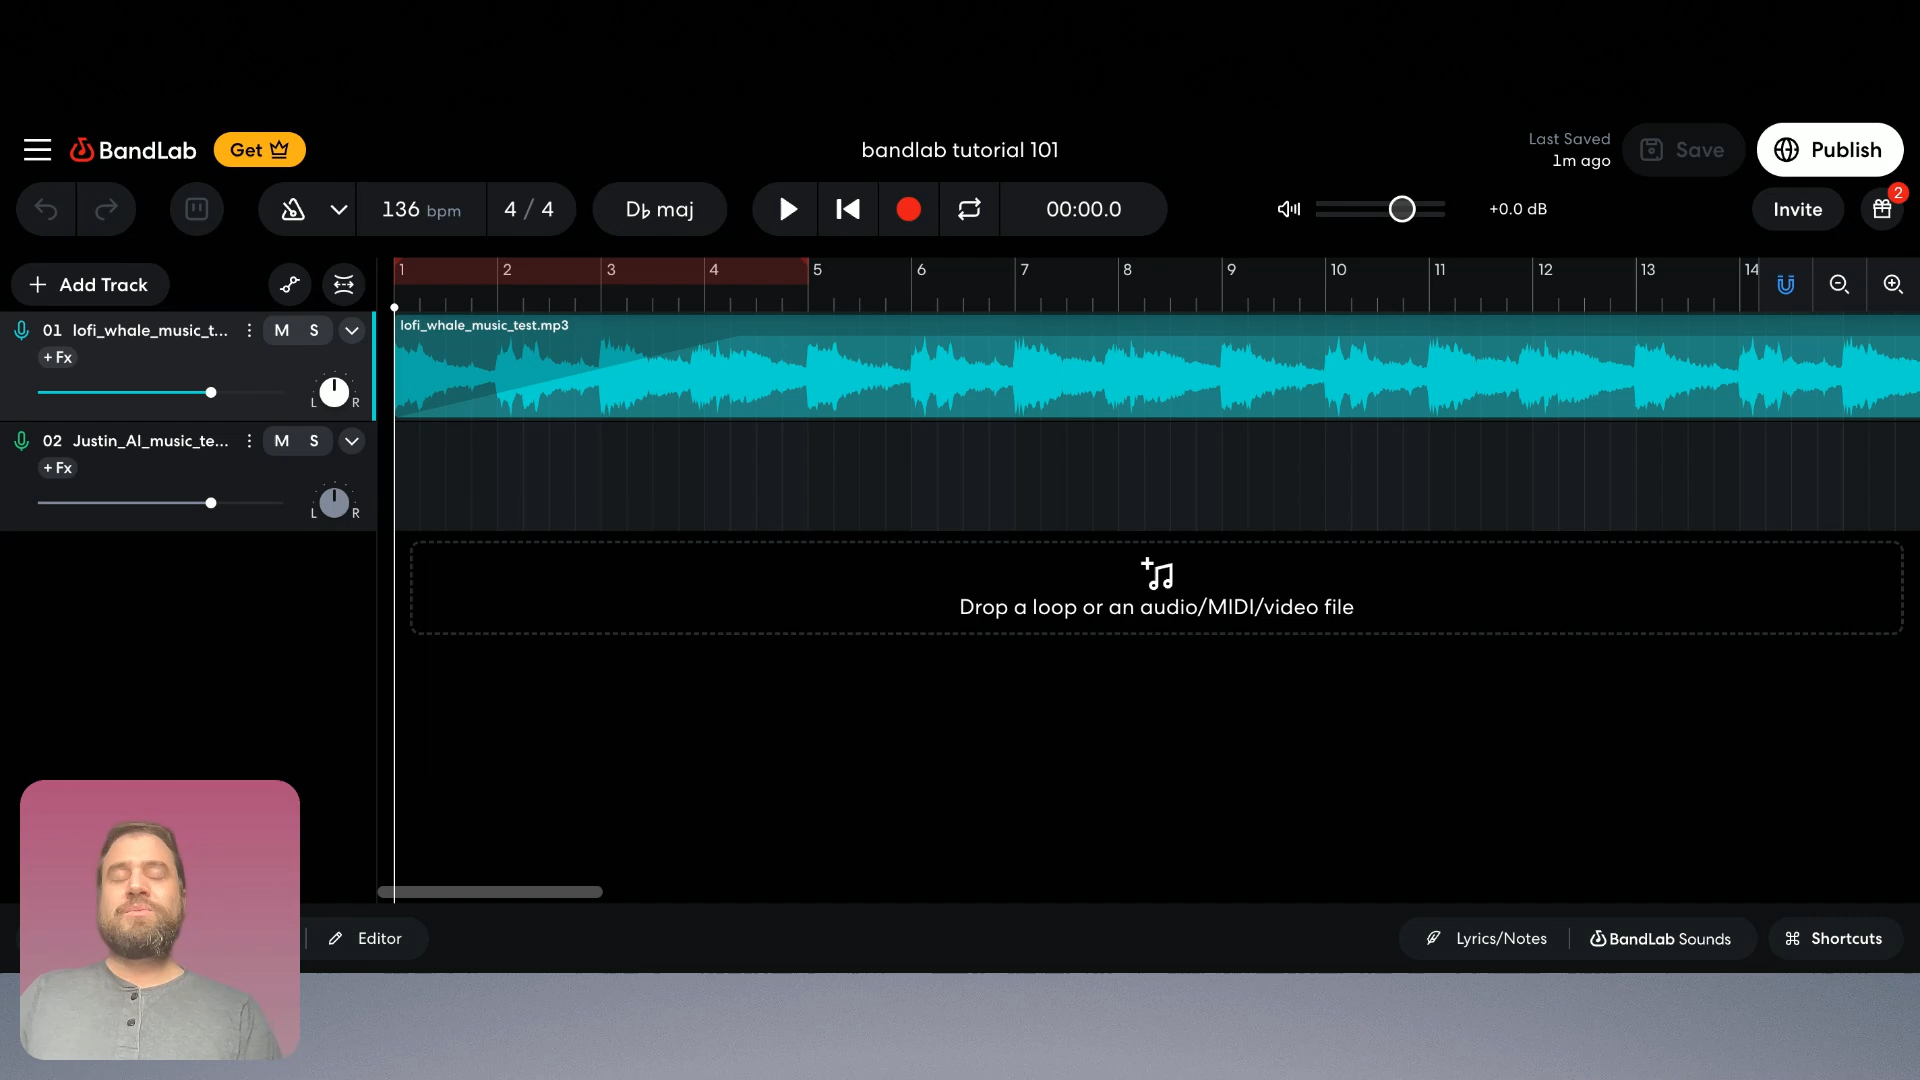 BandLab
Get
bandlab tutorial 101
Last Saved
1m ago
Save
Publish
136 bpm
4 / 4
D♭ maj
00:00.0
+0.0 dB
Invite
2
+ Add Track
1 2 3 4 5 6 7 8 9 10 11 12 13 14
01 lofi_whale_music_t...
M S
lofi_whale_music_test.mp3
+ Fx
L R
02 Justin_AI_music_te...
M S
+ Fx
L R
Drop a loop or an audio/MIDI/video file
Editor
Lyrics/Notes
BandLab Sounds
Shortcuts